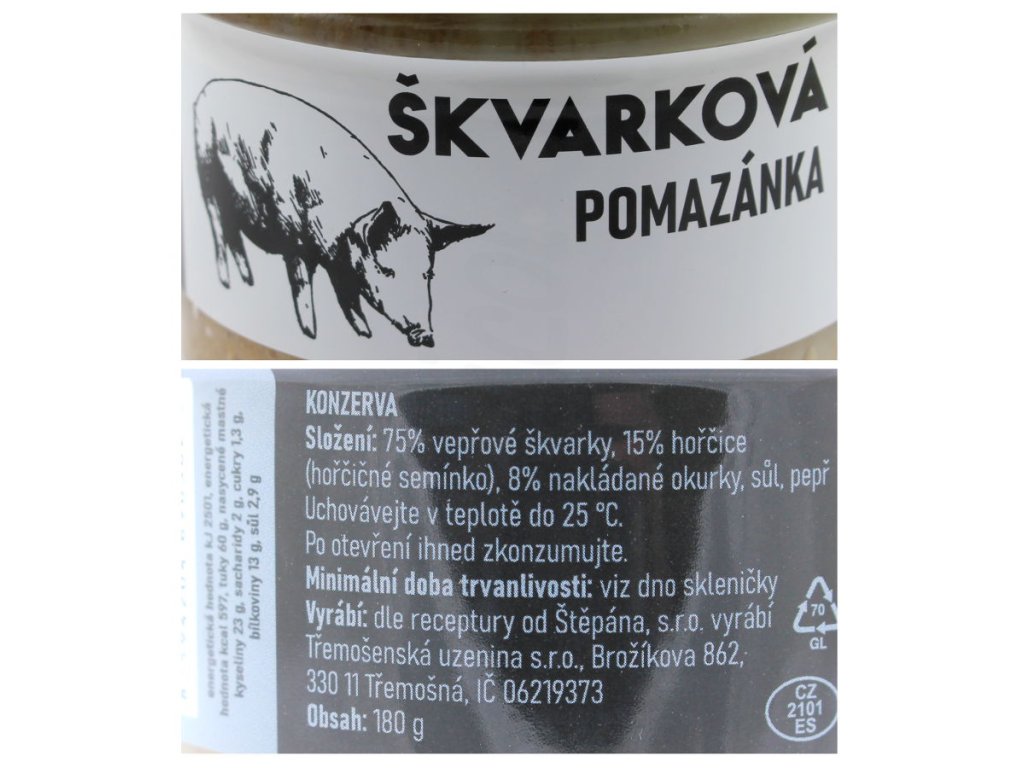 ŠKVARKOVÁ
POMAZÁNKA
energetická hodnota kJ 2501, energetická
hodnota kcal 597, tuky 60 g, nasycené mastné
kyseliny 23 g, sacharidy 2 g, cukry 1,3 g,
bílkoviny 13 g, sůl 2,9 g
KONZERVA
Složení: 75% vepřové škvarky, 15% hořčice
(hořčičné semínko), 8% nakládané okurky, sůl, pepř
Uchovávejte v teplotě do 25 °C.
Po otevření ihned zkonzumujte.
Minimální doba trvanlivosti: viz dno skleničky
Vyrábí: dle receptury od Štěpána, s.r.o. vyrábí
Třemošenská uzenina s.r.o., Brožíkova 862,
330 11 Třemošná, IČ 06219373
Obsah: 180 g
70
GL
CZ
2101
ES